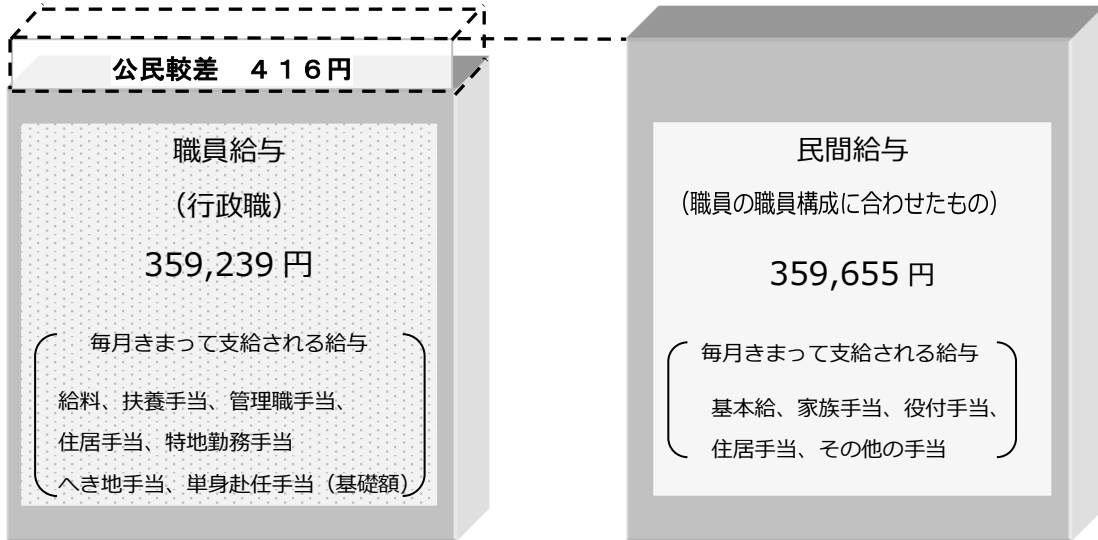 公民較差 ４１６円
職員給与
（行政職）
359,239 円
毎月きまって支給される給与
給料、扶養手当、管理職手当、
住居手当、特地勤務手当
へき地手当、単身赴任手当（基礎額）
民間給与
（職員の職員構成に合わせたもの）
359,655 円
毎月きまって支給される給与
基本給、家族手当、役付手当、
住居手当、その他の手当